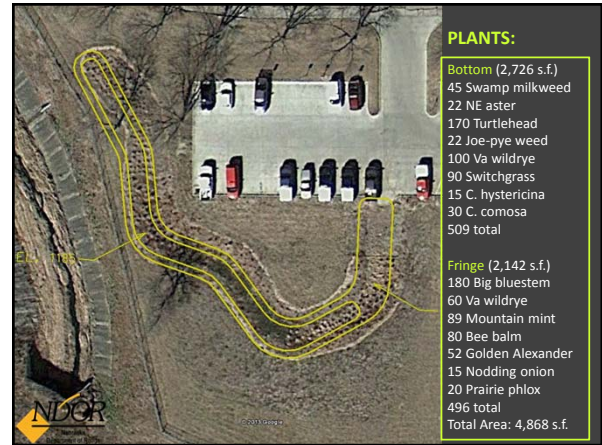 PLANTS:
Bottom (2,726 s.f.)
45 Swamp milkweed
22 NE aster
170 Turtlehead
22 Joe-pye weed
100 Va wildrye
90 Switchgrass
15 C. hystericina
30 C. comosa
509 total
Fringe (2,142 s.f.)
180 Big bluestem
60 Va wildrye
89 Mountain mint
80 Bee balm
52 Golden Alexander
15 Nodding onion
20 Prairie phlox
496 total
Total Area: 4,868 s.f.
NDOR
Google